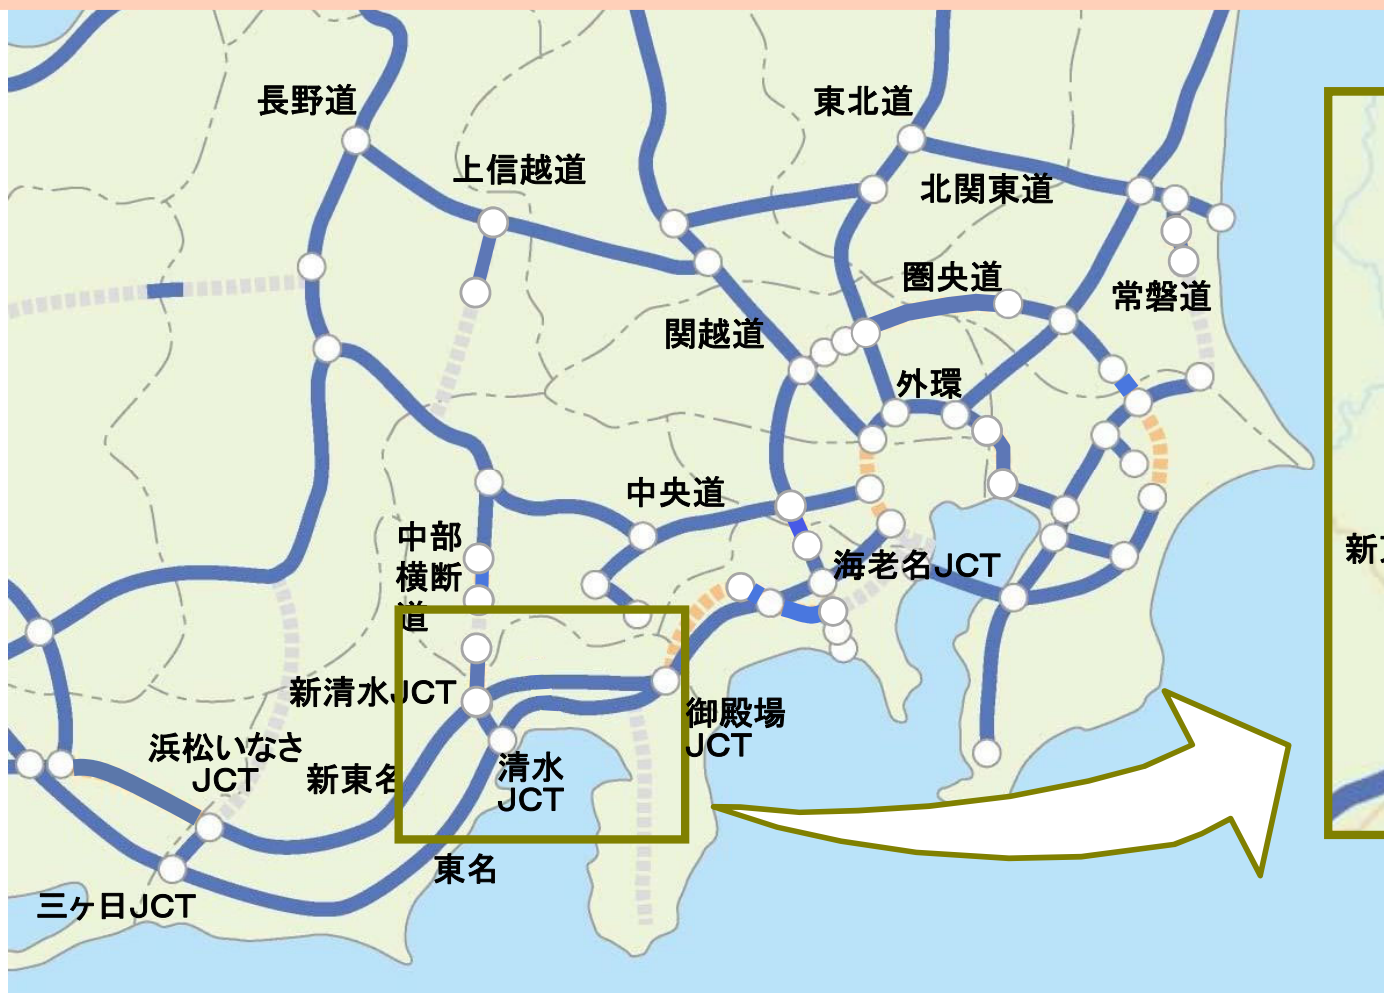 長野道
東北道
上信越道
北関東道
圏央道
常磐道
関越道
外環
中央道
中部
横断
道
海老名JCT
新清水JCT
御殿場
JCT
浜松いなさ
JCT
新東名
清水
JCT
東名
三ヶ日JCT
新